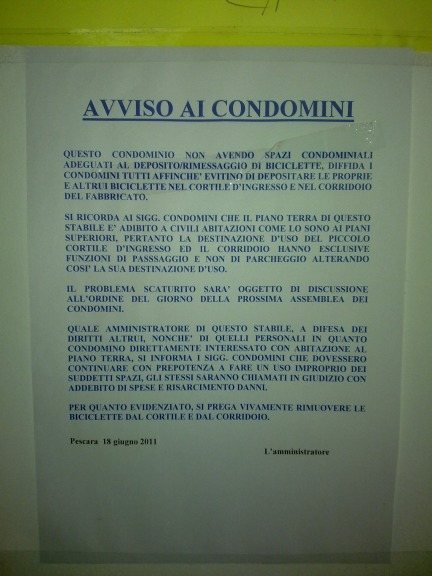 AVVISO AI CONDOMINI
QUESTO CONDOMINIO NON AVENDO SPAZI CONDOMINIALI
ADEGUATI AL DEPOSITO/RIMESSAGGIO DI BICICLETTE, DIFFIDA I
CONDOMINI TUTTI AFFINCHE' EVITINO DI DEPOSITARE LE PROPRIE
E ALTRUI BICICLETTE NEL CORTILE D'INGRESSO E NEL CORRIDOIO
DEL FABBRICATO.
SI RICORDA AI SIGG. CONDOMINI CHE IL PIANO TERRA DI QUESTO
STABILE E' ADIBITO A CIVILI ABITAZIONI COME LO SONO AI PIANI
SUPERIORI, PERTANTO LA DESTINAZIONE D'USO DEL PICCOLO
CORTILE D'INGRESSO ED IL CORRIDOIO HANNO ESCLUSIVE
FUNZIONI DI PASSSAGGIO E NON DI PARCHEGGIO ALTERANDO
COSI' LA SUA DESTINAZIONE D'USO.
IL PROBLEMA SCATURITO SARA' OGGETTO DI DISCUSSIONE
ALL'ORDINE DEL GIORNO DELLA PROSSIMA ASSEMBLEA DEI
CONDOMINI.
QUALE AMMINISTRATORE DI QUESTO STABILE, A DIFESA DEI
DIRITTI ALTRUI, NONCHE' DI QUELLI PERSONALI IN QUANTO
CONDOMINO DIRETTAMENTE INTERESSATO CON ABITAZIONE AL
PIANO TERRA, SI INFORMA I SIGG. CONDOMINI CHE DOVESSERO
CONTINUARE CON PREPOTENZA A FARE UN USO IMPROPRIO DEI
SUDDETTI SPAZI, GLI STESSI SARANNO CHIAMATI IN GIUDIZIO CON
ADDEBITO DI SPESE E RISARCIMENTO DANNI.
PER QUANTO EVIDENZIATO, SI PREGA VIVAMENTE RIMUOVERE LE
BICICLETTE DAL CORTILE E DAL CORRIDOIO.
Pescara 18 giugno 2011
L'amministratore